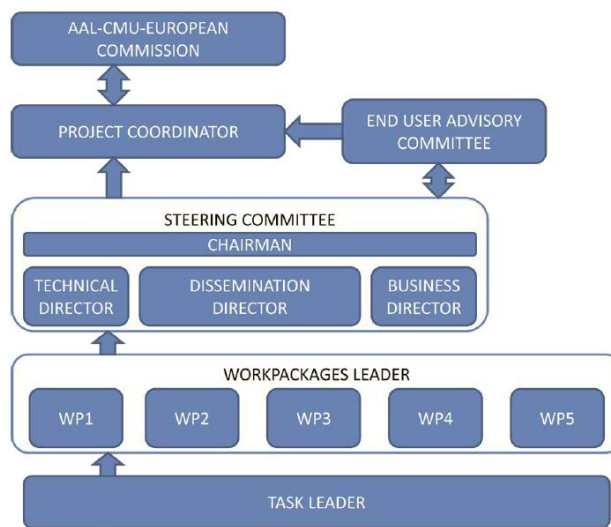 AAL-CMU-EUROPEAN
COMMISSION
PROJECT COORDINATOR
END USER ADVISORY
COMMITTEE
STEERING COMMITTEE
CHAIRMAN
TECHNICAL
DIRECTOR
DISSEMINATION
DIRECTOR
BUSINESS
DIRECTOR
WORKPACKAGES LEADER
WP1
WP2
WP3
WP4
WP5
TASK LEADER